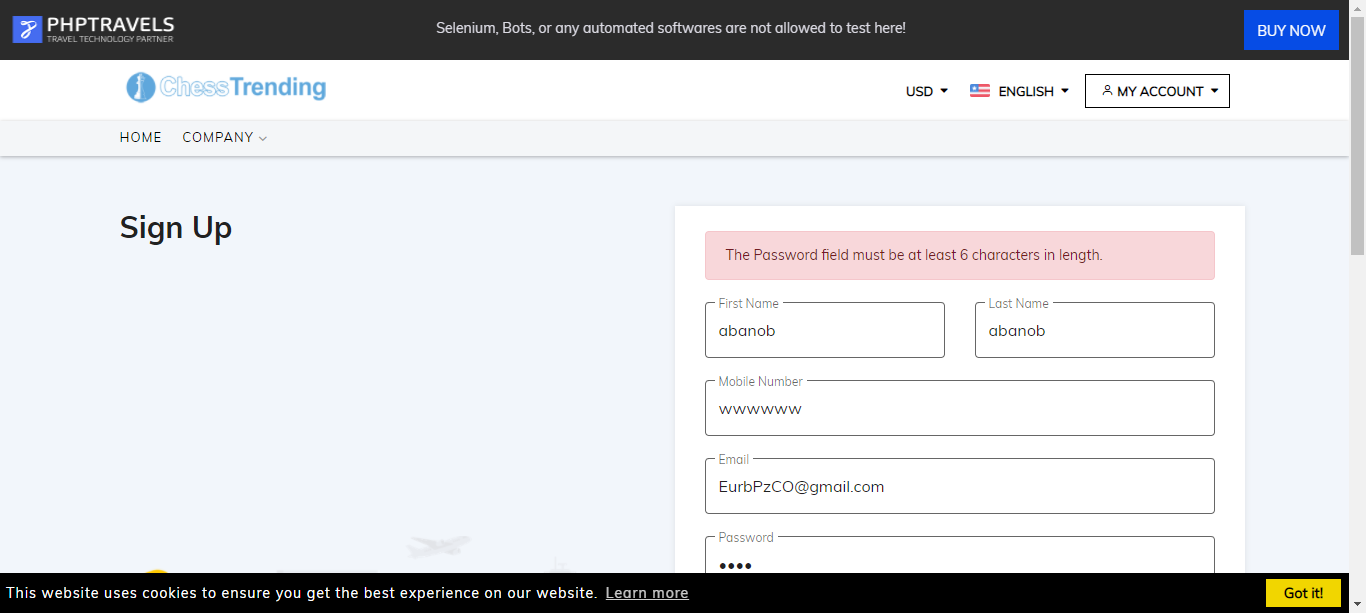 PHPTRAVELS
TRAVEL TECHNOLOGY PARTNER
Selenium, Bots, or any automated softwares are not allowed to test here!
BUY NOW
ChessTrending
USD
ENGLISH
MY ACCOUNT
HOME
COMPANY
Sign Up
The Password field must be at least 6 characters in length.
First Name
abanob
Last Name
abanob
Mobile Number
wwwwww
Email
EurbPzCO@gmail.com
Password
••••
This website uses cookies to ensure you get the best experience on our website. Learn more
Got it!